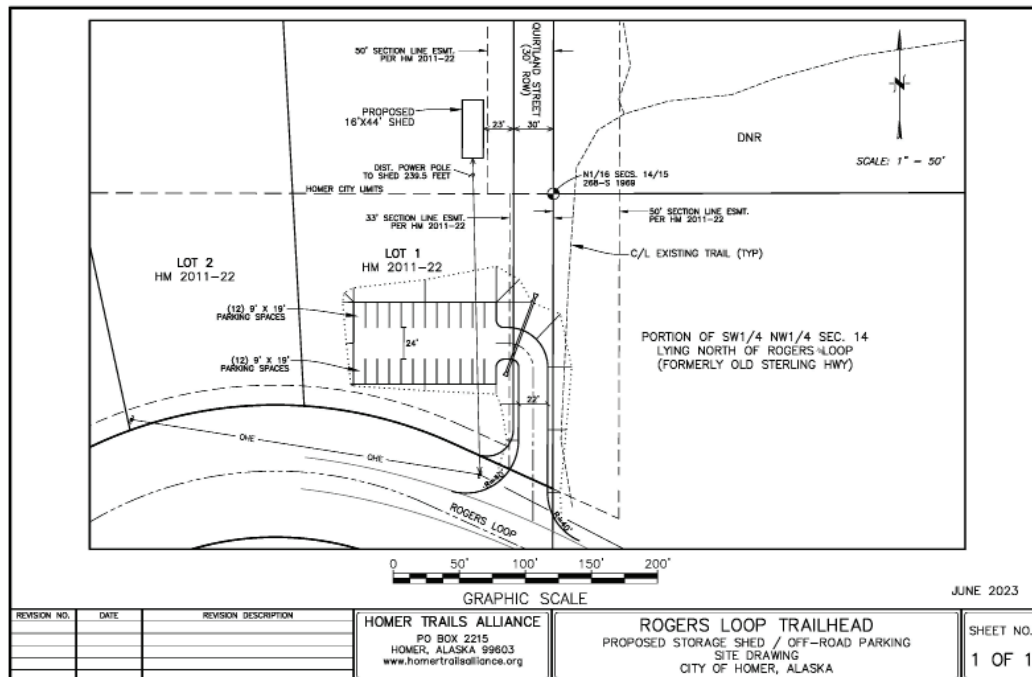 50' SECTION LINE ESMT.
PER HM 2011-22
QUIRTLAND STREET
(30' ROW)
PROPOSED
16'X44' SHED
23'
30'
DNR
N
SCALE: 1" = 50'
DIST. POWER POLE
TO SHED 239.5 FEET
HOMER CITY LIMITS
N1/16 SECS. 14/15
268-S 1969
33' SECTION LINE ESMT.
PER HM 2011-22
50' SECTION LINE ESMT.
PER HM 2011-22
LOT 1
HM 2011-22
C/L EXISTING TRAIL (TYP)
LOT 2
HM 2011-22
(12) 9' X 19'
PARKING SPACES
24'
(12) 9' X 19'
PARKING SPACES
PORTION OF SW1/4 NW1/4 SEC. 14
LYING NORTH OF ROGERS LOOP
(FORMERLY OLD STERLING HWY)
22'
OHE
OHE
R=40'
R=40'
ROGERS LOOP
0 50' 100' 150' 200'
GRAPHIC SCALE
JUNE 2023
REVISION NO. DATE REVISION DESCRIPTION
HOMER TRAILS ALLIANCE
PO BOX 2215
HOMER, ALASKA 99603
www.homertrailsalliance.org
ROGERS LOOP TRAILHEAD
PROPOSED STORAGE SHED / OFF-ROAD PARKING
SITE DRAWING
CITY OF HOMER, ALASKA
SHEET NO.
1 OF 1